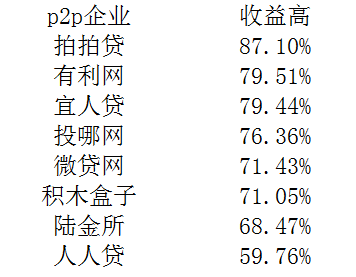 p2p企业 收益高
拍拍贷 87.10%
有利网 79.51%
宜人贷 79.44%
投哪网 76.36%
微贷网 71.43%
积木盒子 71.05%
陆金所 68.47%
人人贷 59.76%